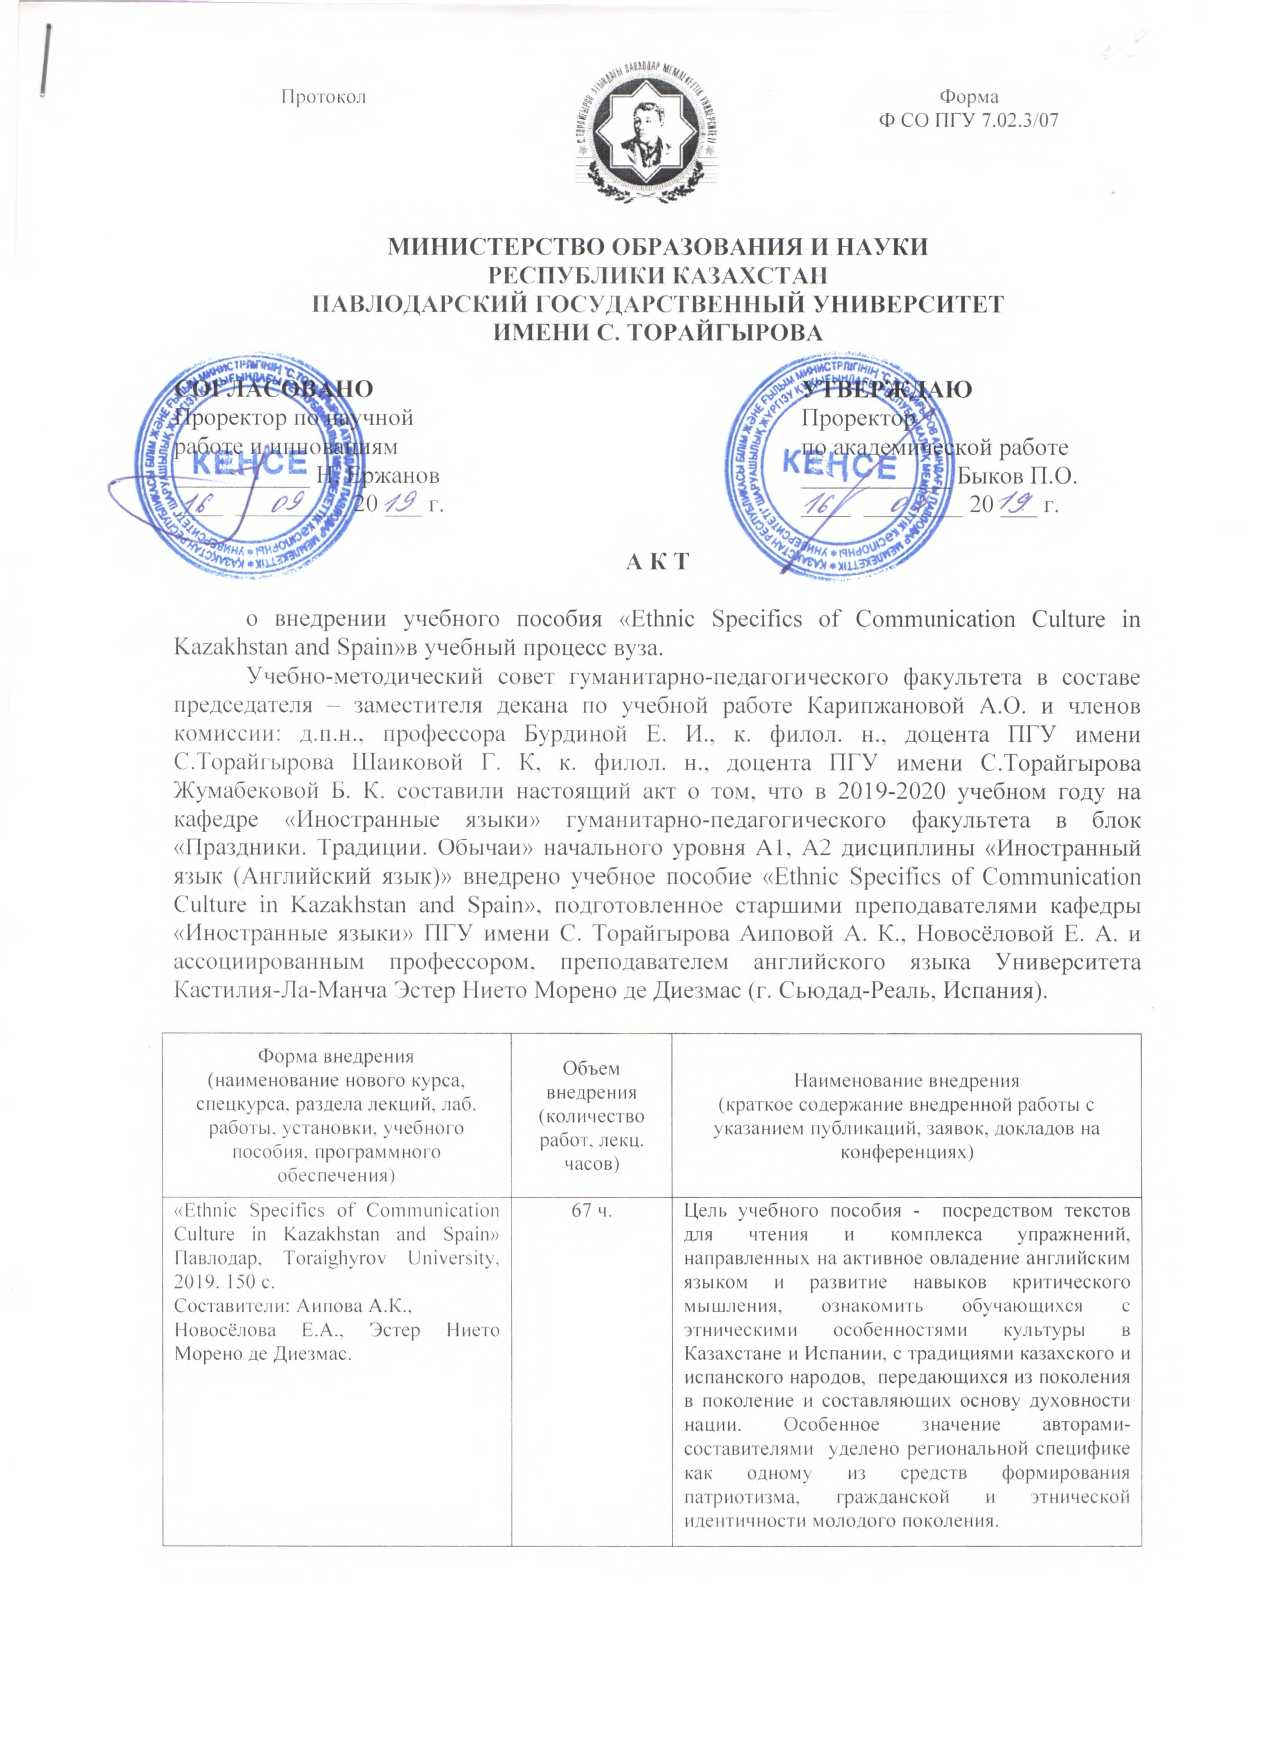 Протокол
Форма
Ф СО ПГУ 7.02.3/07
МИНИСТЕРСТВО ОБРАЗОВАНИЯ И НАУКИ
РЕСПУБЛИКИ КАЗАХСТАН
ПАВЛОДАРСКИЙ ГОСУДАРСТВЕННЫЙ УНИВЕРСИТЕТ
ИМЕНИ С. ТОРАЙГЫРОВА
СОГЛАСОВАНО
Проректор по научной
работе и инновациям
Н. Ержанов
16 09 20 19 г.
КЕҢСЕ
УТВЕРЖДАЮ
Проректор
по академической работе
Быков П.О.
16 20 19 г.
КЕҢСЕ
А К Т
о внедрении учебного пособия «Ethnic Specifics of Communication Culture in
Kazakhstan and Spain»в учебный процесс вуза.
Учебно-методический совет гуманитарно-педагогического факультета в составе
председателя – заместителя декана по учебной работе Карипжановой А.О. и членов
комиссии: д.п.н., профессора Бурдиной Е. И., к. филол. н., доцента ПГУ имени
С.Торайгырова Шаиковой Г. К, к. филол. н., доцента ПГУ имени С.Торайгырова
Жумабековой Б. К. составили настоящий акт о том, что в 2019-2020 учебном году на
кафедре «Иностранные языки» гуманитарно-педагогического факультета в блок
«Праздники. Традиции. Обычаи» начального уровня А1, А2 дисциплины «Иностранный
язык (Английский язык)» внедрено учебное пособие «Ethnic Specifics of Communication
Culture in Kazakhstan and Spain», подготовленное старшими преподавателями кафедры
«Иностранные языки» ПГУ имени С. Торайгырова Аиповой А. К., Новосёловой Е. А. и
ассоциированным профессором, преподавателем английского языка Университета
Кастилия-Ла-Манча Эстер Нието Морено де Диезмас (г. Сьюдад-Реаль, Испания).
Форма внедрения
(наименование нового курса,
спецкурса, раздела лекций, лаб.
работы, установки, учебного
пособия, программного
обеспечения)
Объем
внедрения
(количество
работ, лекц.
часов)
Наименование внедрения
(краткое содержание внедренной работы с
указанием публикаций, заявок, докладов на
конференциях)
«Ethnic Specifics of Communication
Culture in Kazakhstan and Spain»
Павлодар, Toraighyrov University,
2019. 150 с.
Составители: Аипова А.К.,
Новосёлова Е.А., Эстер Нието
Морено де Диезмас.
67 ч.
Цель учебного пособия - посредством текстов
для чтения и комплекса упражнений,
направленных на активное овладение английским
языком и развитие навыков критического
мышления, ознакомить обучающихся с
этническими особенностями культуры в
Казахстане и Испании, с традициями казахского и
испанского народов, передающихся из поколения
в поколение и составляющих основу духовности
нации. Особенное значение авторами-
составителями уделено региональной специфике
как одному из средств формирования
патриотизма, гражданской и этнической
идентичности молодого поколения.